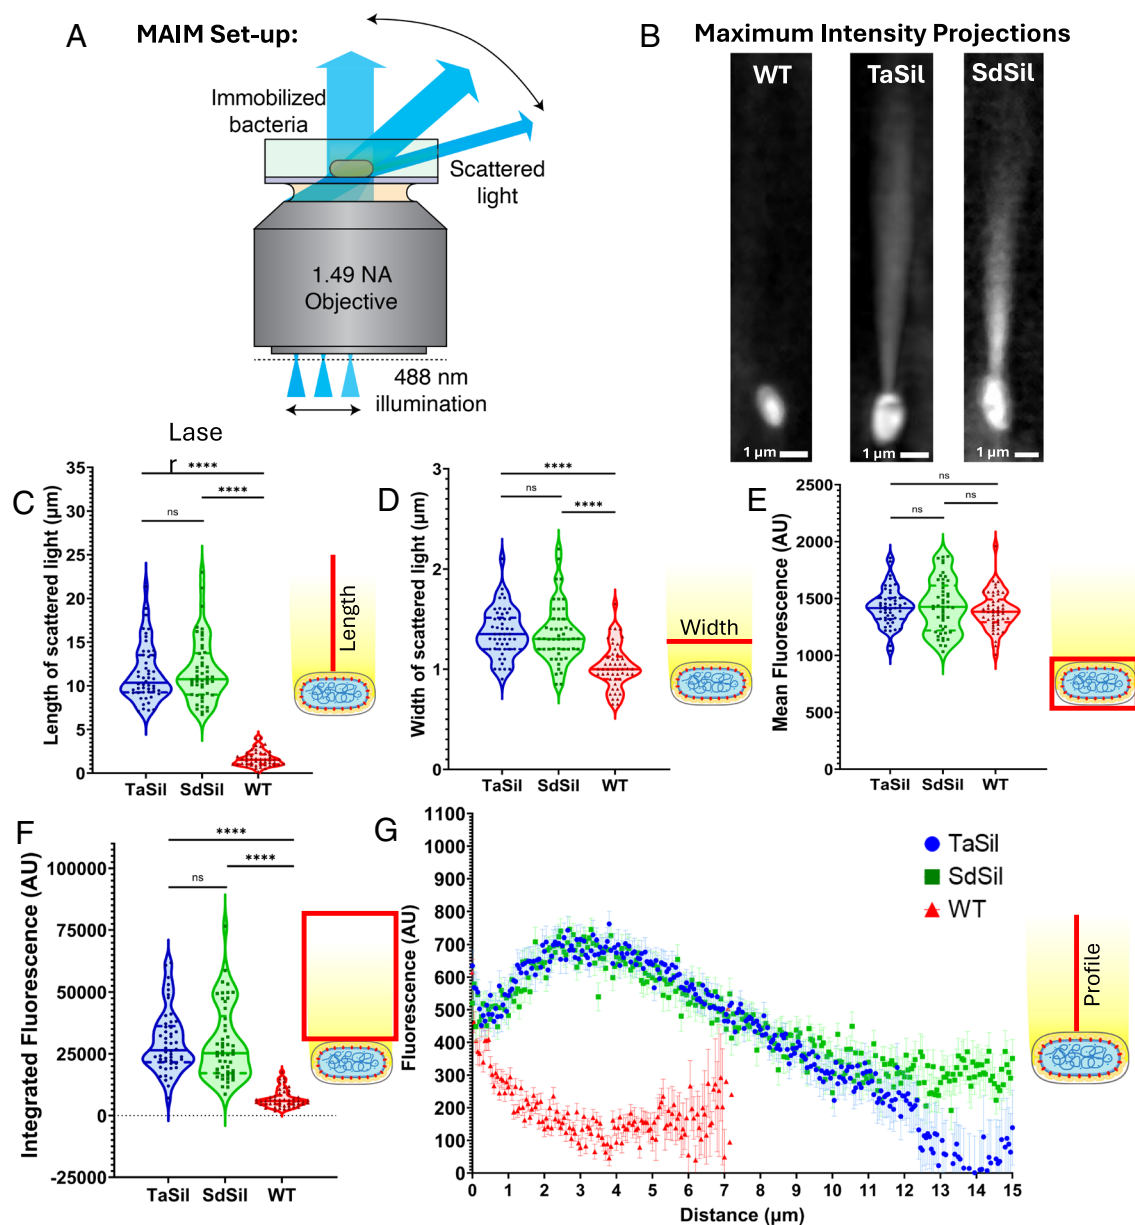 A
MAIM Set-up:
Immobilized
bacteria
Scattered
light
1.49 NA
Objective
488 nm
illumination
Lase
r
B
Maximum Intensity Projections
WT
TaSil
SdSil
1 μm
1 μm
1 μm
C
Length of scattered light (μm)
35
30
25
20
15
10
5
0
****
****
ns
TaSil
SdSil
WT
Length
D
Width of scattered light (μm)
3
2
1
0
****
ns
****
TaSil
SdSil
WT
Width
E
Mean Fluorescence (AU)
2500
2000
1500
1000
500
0
ns
ns
ns
TaSil
SdSil
WT
F
Integrated Fluorescence (AU)
100000
75000
50000
25000
0
-25000
****
****
ns
TaSil
SdSil
WT
G
Fluorescence (AU)
1100
1000
900
800
700
600
500
400
300
200
100
0
0 1 2 3 4 5 6 7 8 9 10 11 12 13 14 15
Distance (μm)
TaSil
SdSil
WT
Profile